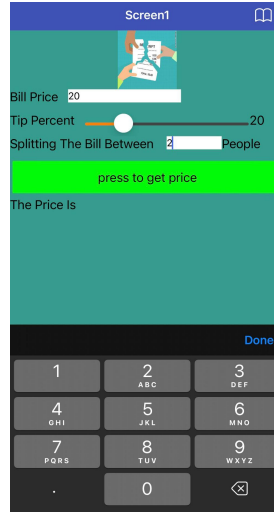 Screen1
Bill Price 20
Tip Percent 20
Splitting The Bill Between 2 People
press to get price
The Price Is
Done
1 2 3
ABC DEF
4 5 6
GHI JKL MNO
7 8 9
PQRS TUV WXYZ
. 0